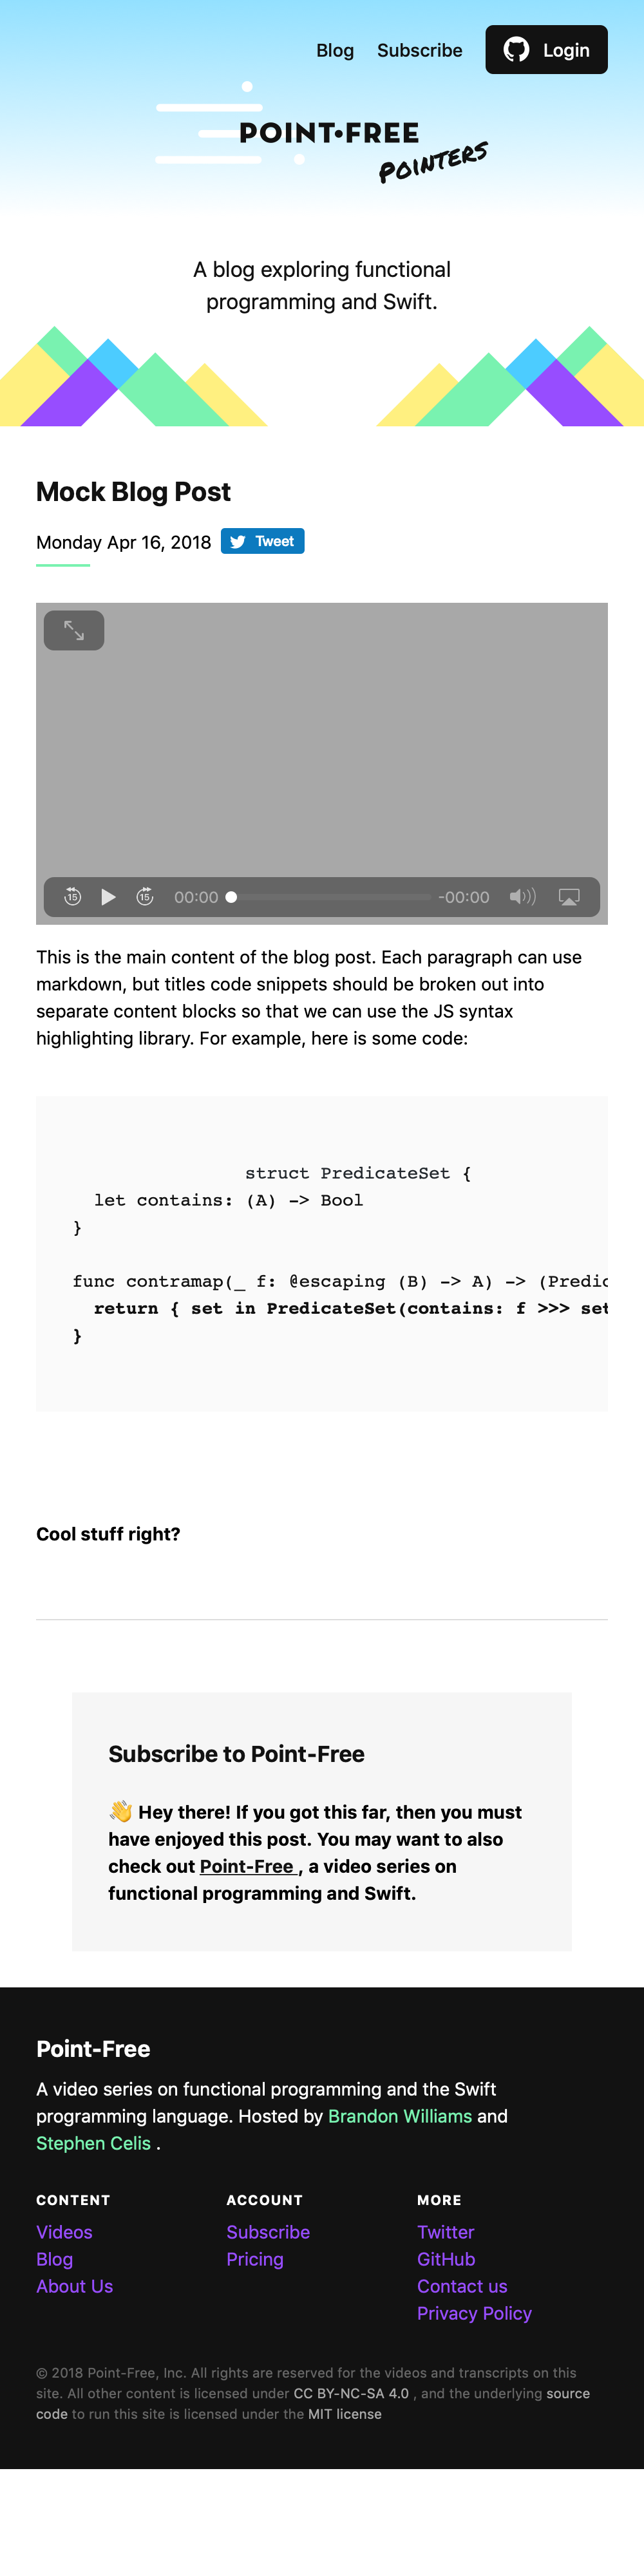 Blog Subscribe Login
POINT•FREE
POINTERS
A blog exploring functional
programming and Swift.
Mock Blog Post
Monday Apr 16, 2018 Tweet
15 15 00:00 -00:00
This is the main content of the blog post. Each paragraph can use
markdown, but titles code snippets should be broken out into
separate content blocks so that we can use the JS syntax
highlighting library. For example, here is some code:
struct PredicateSet {
let contains: (A) -> Bool
}
func contramap(_ f: @escaping (B) -> A) -> (Predic
return { set in PredicateSet(contains: f >>> set
}
Cool stuff right?
Subscribe to Point-Free
👋 Hey there! If you got this far, then you must
have enjoyed this post. You may want to also
check out Point-Free , a video series on
functional programming and Swift.
Point-Free
A video series on functional programming and the Swift
programming language. Hosted by Brandon Williams and
Stephen Celis .
CONTENT ACCOUNT MORE
Videos Subscribe Twitter
Blog Pricing GitHub
About Us Contact us
Privacy Policy
© 2018 Point-Free, Inc. All rights are reserved for the videos and transcripts on this
site. All other content is licensed under CC BY-NC-SA 4.0 , and the underlying source
code to run this site is licensed under the MIT license